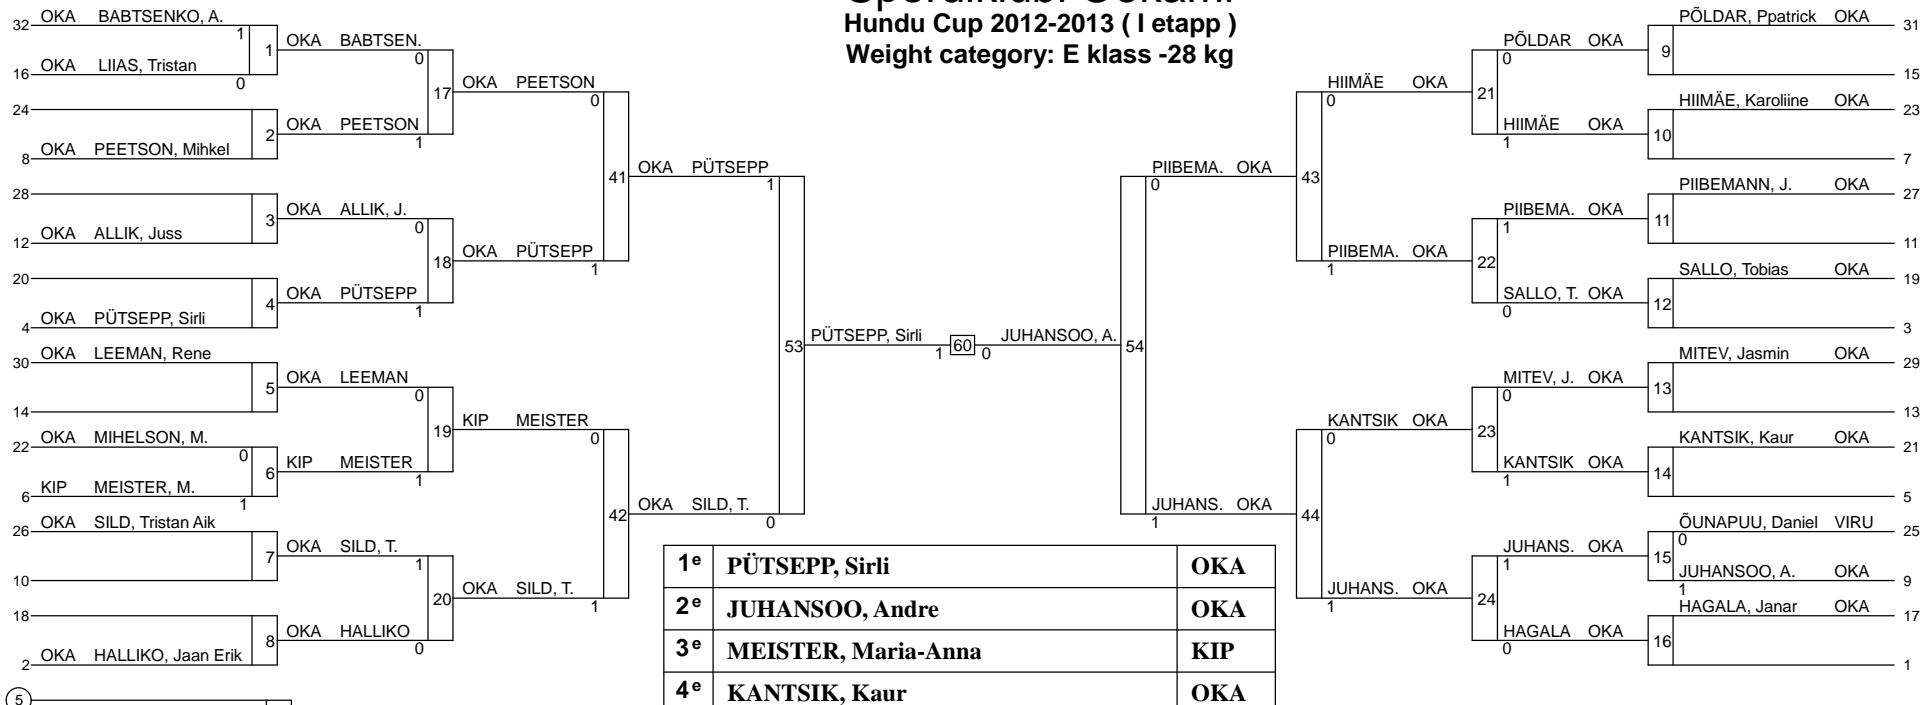 Hundu Cup 2012-2013 ( I etapp )
Weight category: E klass -28 kg
32 OKA BABTSENKO, A.
1
1
16 OKA LIIAS, Tristan
0
OKA BABTSEN.
0
24
2
8 OKA PEETSON, Mihkel
OKA PEETSON
1
17
OKA PEETSON
0
28
3
12 OKA ALLIK, Juss
OKA ALLIK, J.
0
20
4
4 OKA PÜTSEPP, Sirli
OKA PÜTSEPP
1
18
OKA PÜTSEPP
1
41
OKA PÜTSEPP
1
30 OKA LEEMAN, Rene
5
14
OKA LEEMAN
0
22 OKA MIHELSON, M.
0
6
6 KIP MEISTER, M.
1
KIP MEISTER
1
19
KIP MEISTER
0
26 OKA SILD, Tristan Aik
7
10
OKA SILD, T.
1
18
8
2 OKA HALLIKO, Jaan Erik
OKA HALLIKO
0
20
OKA SILD, T.
1
42
OKA SILD, T.
0
53
PÜTSEPP, Sirli
1 60 0
JUHANSOO, A.
54
PIIBEMA. OKA
0
43
HIIMÄE OKA
0
21
PÕLDAR OKA
0
PÕLDAR, Ppatrick OKA 31
9
15
HIIMÄE OKA
1
HIIMÄE, Karoliine OKA 23
10
7
PIIBEMA. OKA
1
22
PIIBEMA. OKA
1
PIIBEMANN, J. OKA 27
11
11
SALLO, T. OKA
0
SALLO, Tobias OKA 19
12
3
JUHANS. OKA
1
44
KANTSIK OKA
0
23
MITEV, J. OKA
0
MITEV, Jasmin OKA 29
13
13
KANTSIK OKA
1
KANTSIK, Kaur OKA 21
14
5
JUHANS. OKA
1
24
JUHANS. OKA
1
ÕUNAPUU, Daniel VIRU 25
0
15
JUHANSOO, A. OKA 9
1
HAGALA OKA
0
HAGALA, Janar OKA 17
16
1
1e PÜTSEPP, Sirli OKA
2e JUHANSOO, Andre OKA
3e MEISTER, Maria-Anna KIP
4e KANTSIK, Kaur OKA
5